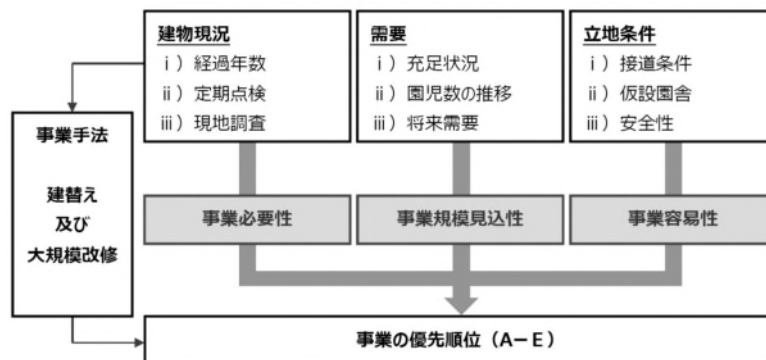 建物現況
ⅰ）経過年数
ⅱ）定期点検
ⅲ）現地調査
需要
ⅰ）充足状況
ⅱ）園児数の推移
ⅲ）将来需要
立地条件
ⅰ）接道条件
ⅱ）仮設園舎
ⅲ）安全性
事業手法
建替え
及び
大規模改修
事業必要性
事業規模見込性
事業容易性
事業の優先順位（A－E）